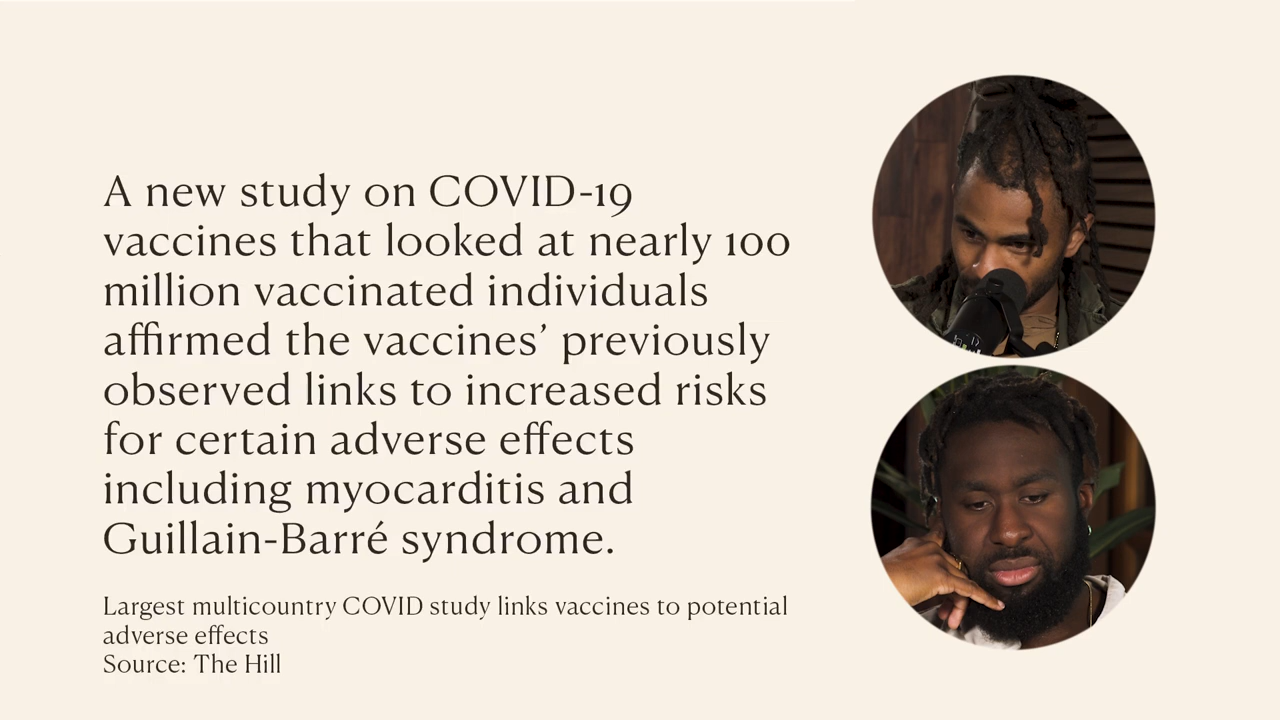 A new study on COVID-19
vaccines that looked at nearly 100
million vaccinated individuals
affirmed the vaccines’ previously
observed links to increased risks
for certain adverse effects
including myocarditis and
Guillain-Barré syndrome.
Largest multicountry COVID study links vaccines to potential
adverse effects
Source: The Hill